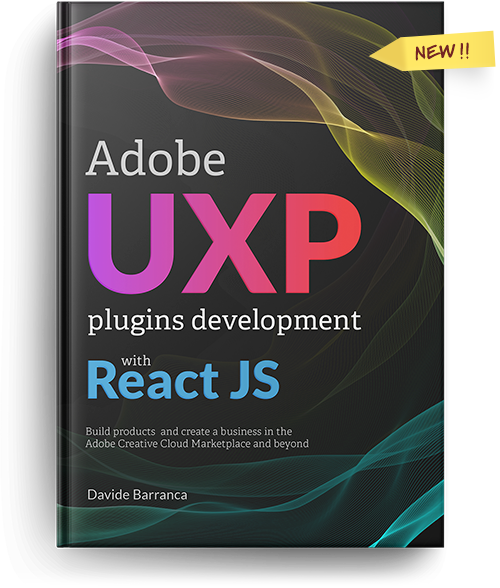 NEW !!
Adobe
UXP
plugins development
with
React JS
Build products and create a business in the
Adobe Creative Cloud Marketplace and beyond
Davide Barranca